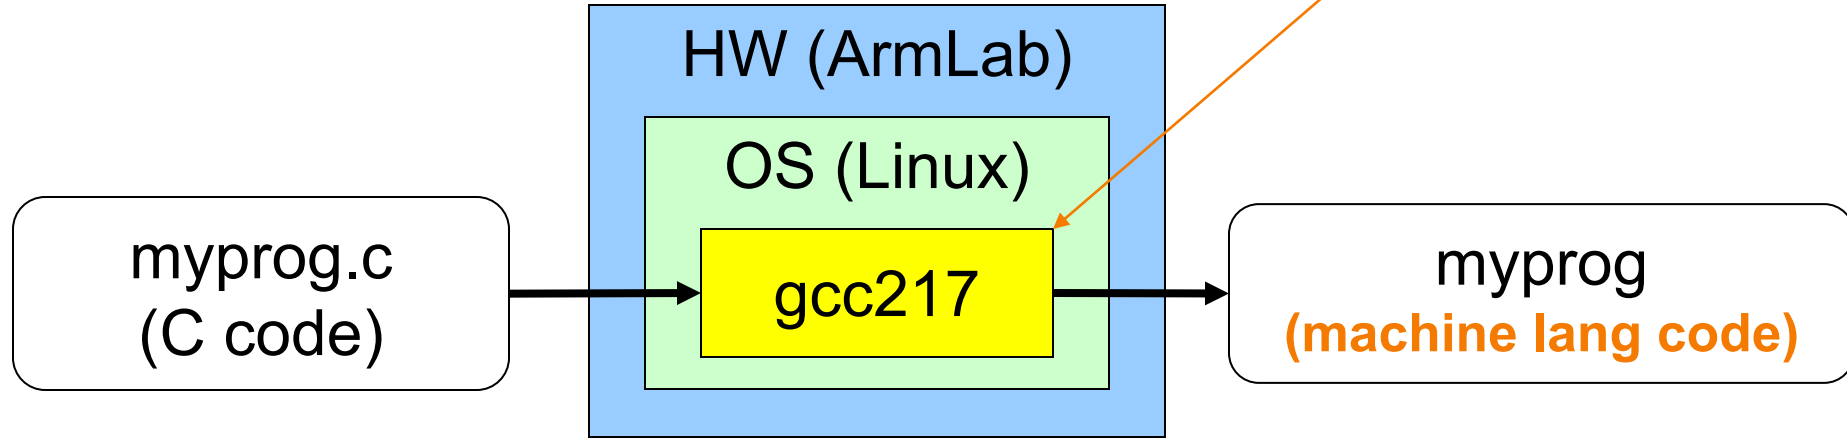 HW (ArmLab)
OS (Linux)
myprog.c
(C code)
gcc217
myprog
(machine lang code)